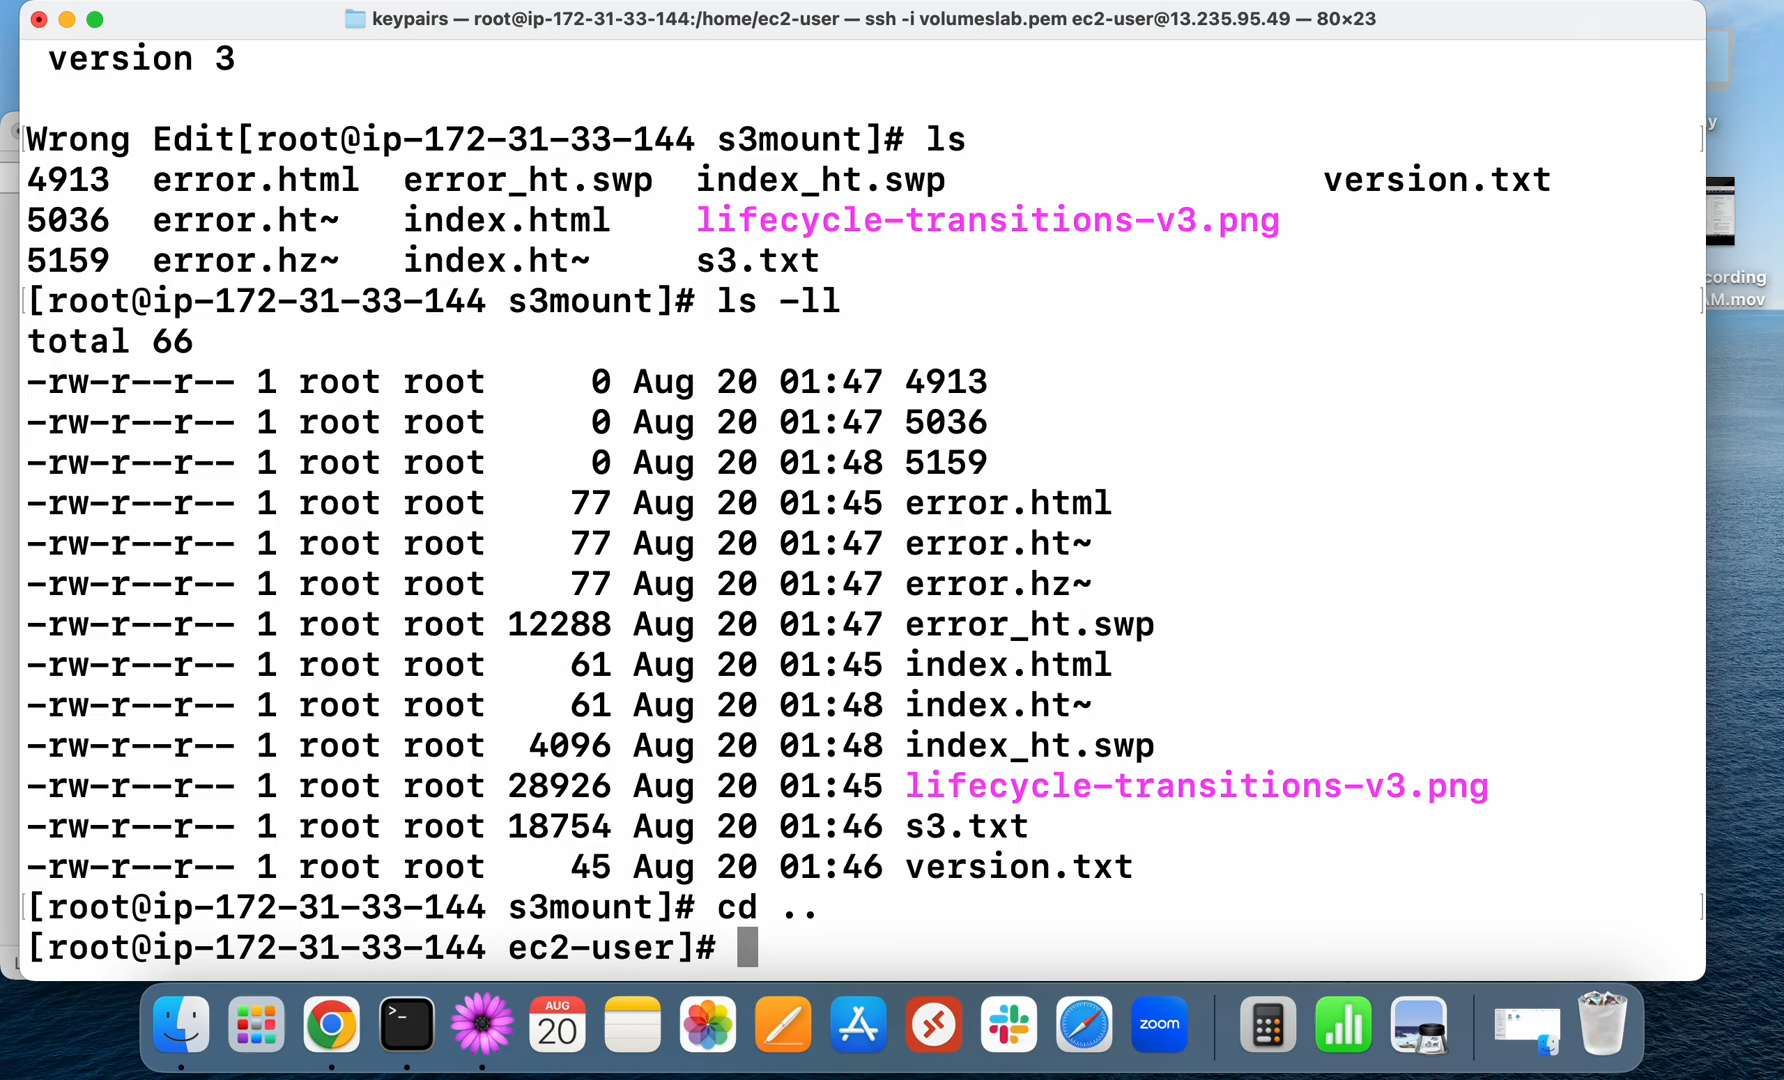 keypairs — root@ip-172-31-33-144:/home/ec2-user — ssh -i volumeslab.pem ec2-user@13.235.95.49 — 80×23
version 3
Wrong Edit[root@ip-172-31-33-144 s3mount]# ls
4913 error.html error_ht.swp index_ht.swp version.txt
5036 error.ht~ index.html lifecycle-transitions-v3.png
5159 error.hz~ index.ht~ s3.txt
[root@ip-172-31-33-144 s3mount]# ls -ll
total 66
-rw-r--r-- 1 root root 0 Aug 20 01:47 4913
-rw-r--r-- 1 root root 0 Aug 20 01:47 5036
-rw-r--r-- 1 root root 0 Aug 20 01:48 5159
-rw-r--r-- 1 root root 77 Aug 20 01:45 error.html
-rw-r--r-- 1 root root 77 Aug 20 01:47 error.ht~
-rw-r--r-- 1 root root 77 Aug 20 01:47 error.hz~
-rw-r--r-- 1 root root 12288 Aug 20 01:47 error_ht.swp
-rw-r--r-- 1 root root 61 Aug 20 01:45 index.html
-rw-r--r-- 1 root root 61 Aug 20 01:48 index.ht~
-rw-r--r-- 1 root root 4096 Aug 20 01:48 index_ht.swp
-rw-r--r-- 1 root root 28926 Aug 20 01:45 lifecycle-transitions-v3.png
-rw-r--r-- 1 root root 18754 Aug 20 01:46 s3.txt
-rw-r--r-- 1 root root 45 Aug 20 01:46 version.txt
[root@ip-172-31-33-144 s3mount]# cd ..
[root@ip-172-31-33-144 ec2-user]#
y
cording
AM.mov
>_
AUG
20
zoom